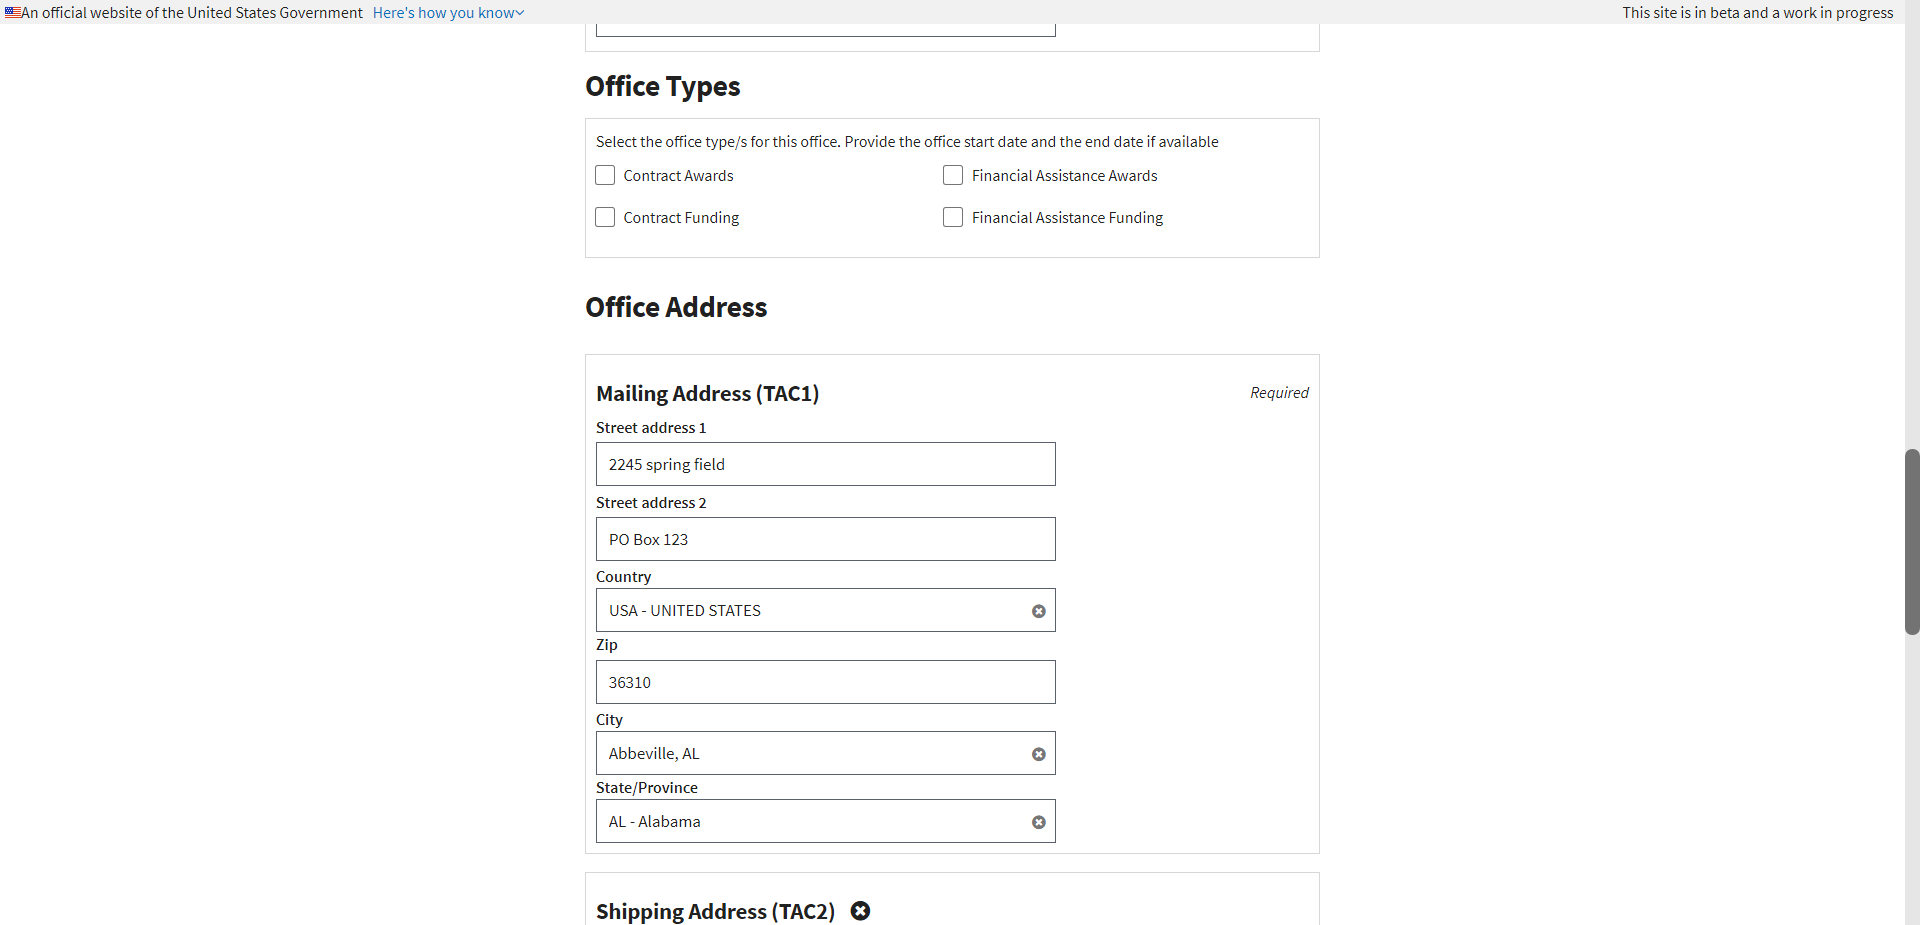 An official website of the United States Government Here's how you know
This site is in beta and a work in progress
Office Types
Select the office type/s for this office. Provide the office start date and the end date if available
Contract Awards
Financial Assistance Awards
Contract Funding
Financial Assistance Funding
Office Address
Mailing Address (TAC1)
Required
Street address 1
2245 spring field
Street address 2
PO Box 123
Country
USA - UNITED STATES
Zip
36310
City
Abbeville, AL
State/Province
AL - Alabama
Shipping Address (TAC2)